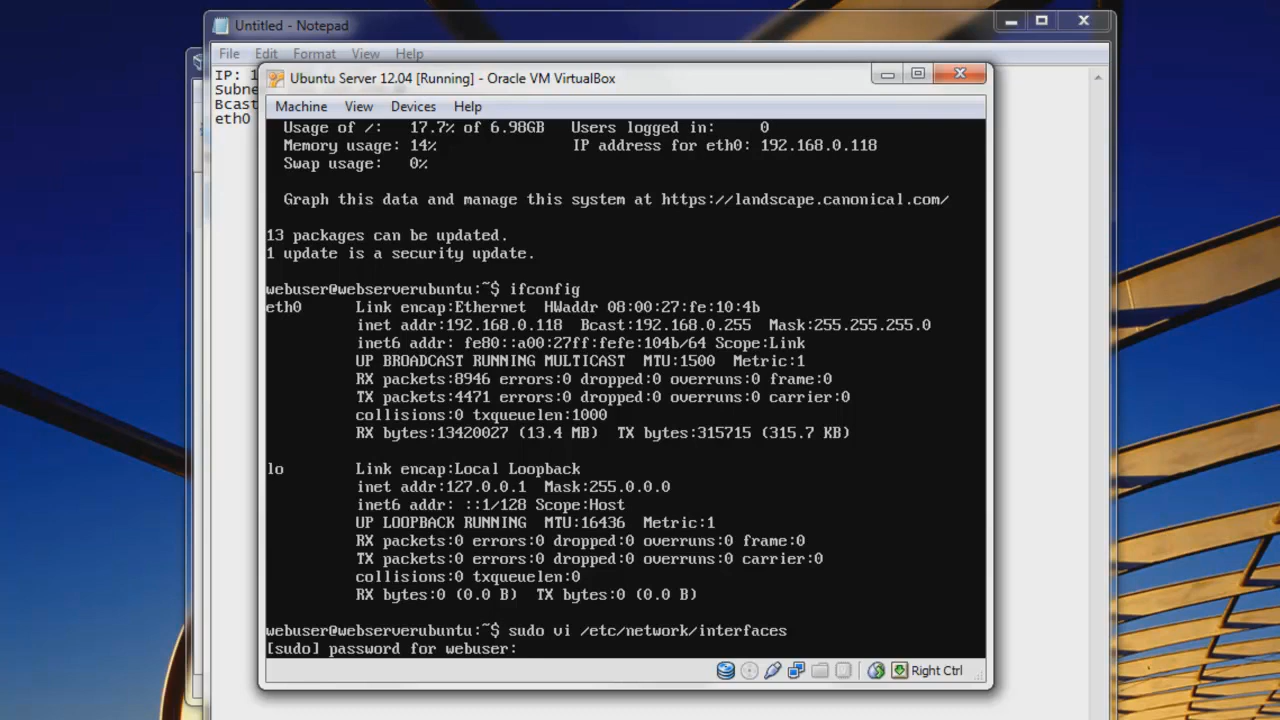 Untitled - Notepad
File Edit Format View Help
IP: 1
Subne
Bcast
eth0
Ubuntu Server 12.04 [Running] - Oracle VM VirtualBox
Machine View Devices Help
Usage of /: 17.7% of 6.98GB Users logged in: 0
Memory usage: 14% IP address for eth0: 192.168.0.118
Swap usage: 0%
Graph this data and manage this system at https://landscape.canonical.com/
13 packages can be updated.
1 update is a security update.
webuser@webserverubuntu:~$ ifconfig
eth0 Link encap:Ethernet HWaddr 08:00:27:fe:10:4b
inet addr:192.168.0.118 Bcast:192.168.0.255 Mask:255.255.255.0
inet6 addr: fe80::a00:27ff:fefe:104b/64 Scope:Link
UP BROADCAST RUNNING MULTICAST MTU:1500 Metric:1
RX packets:8946 errors:0 dropped:0 overruns:0 frame:0
TX packets:4471 errors:0 dropped:0 overruns:0 carrier:0
collisions:0 txqueuelen:1000
RX bytes:13420027 (13.4 MB) TX bytes:315715 (315.7 KB)
lo Link encap:Local Loopback
inet addr:127.0.0.1 Mask:255.0.0.0
inet6 addr: ::1/128 Scope:Host
UP LOOPBACK RUNNING MTU:16436 Metric:1
RX packets:0 errors:0 dropped:0 overruns:0 frame:0
TX packets:0 errors:0 dropped:0 overruns:0 carrier:0
collisions:0 txqueuelen:0
RX bytes:0 (0.0 B) TX bytes:0 (0.0 B)
webuser@webserverubuntu:~$ sudo vi /etc/network/interfaces
[sudo] password for webuser:
Right Ctrl